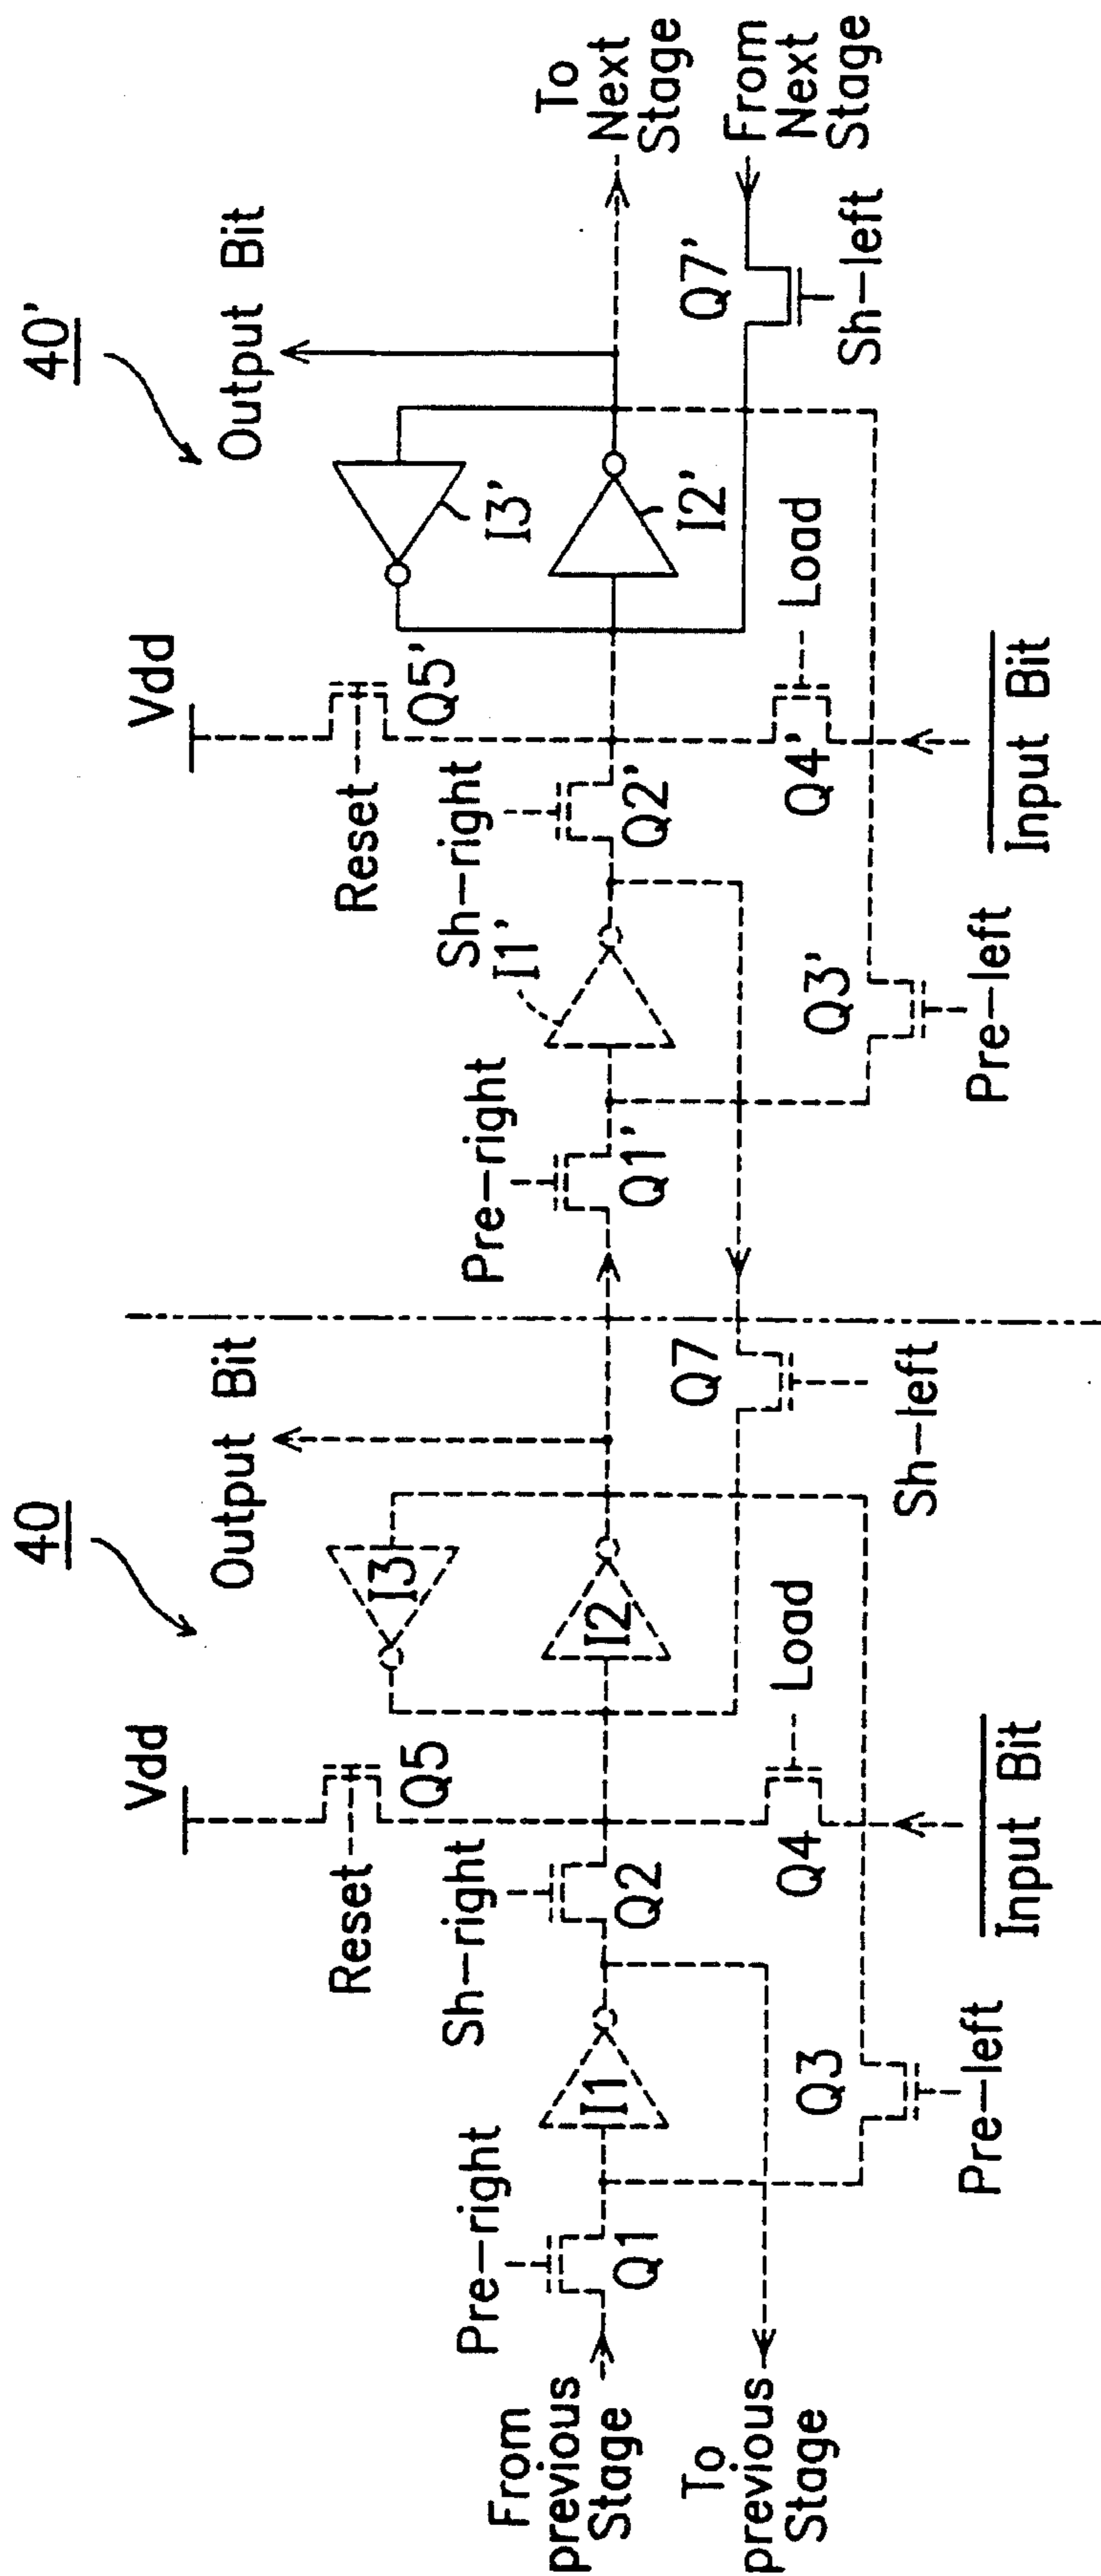 40
40'
Vdd
Output Bit
Vdd
Output Bit
Reset
Q5
I3
Reset
Q5'
I3'
Pre-right
Sh-right
Pre-right
Sh-right
I1'
From
previous
Stage
Q1
I1
Q2
I2
Q1'
Q2'
I2'
To
Next
Stage
To
previous
Stage
Q7
Q7'
From
Next
Stage
Q3
Q4
Load
Q3'
Q4'
Load
Sh-left
Pre-left
Sh-left
Pre-left
Input Bit
Input Bit